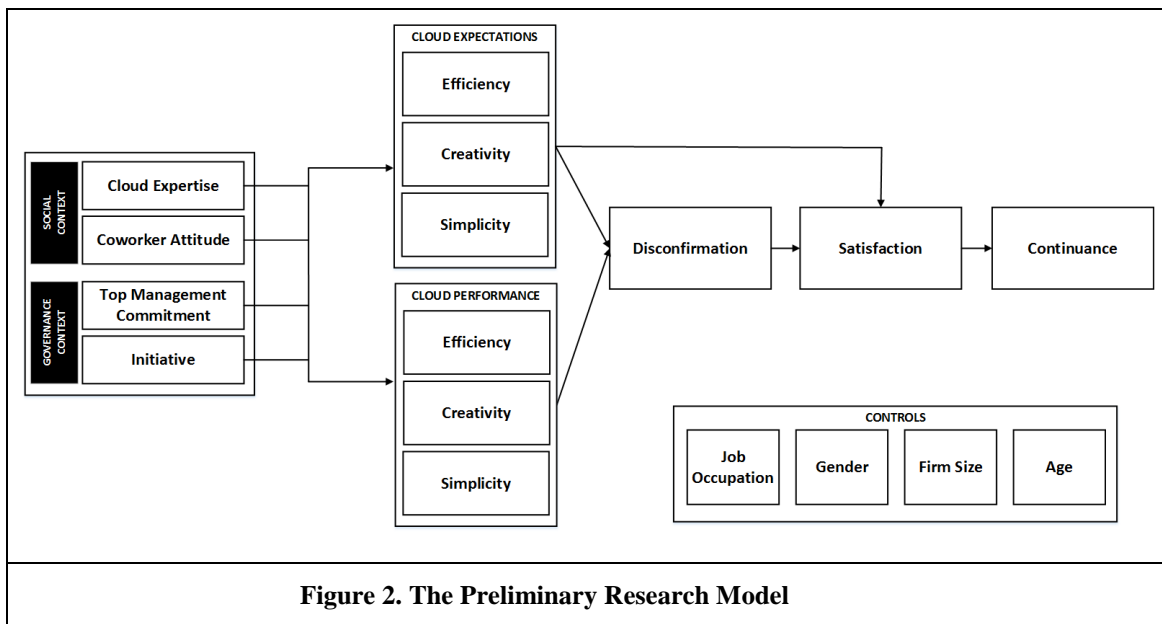 SOCIAL
CONTEXT
Cloud Expertise
Coworker Attitude
GOVERNANCE
CONTEXT
Top Management
Commitment
Initiative
CLOUD EXPECTATIONS
Efficiency
Creativity
Simplicity
CLOUD PERFORMANCE
Efficiency
Creativity
Simplicity
Disconfirmation
Satisfaction
Continuance
CONTROLS
Job
Occupation
Gender
Firm Size
Age
Figure 2. The Preliminary Research Model